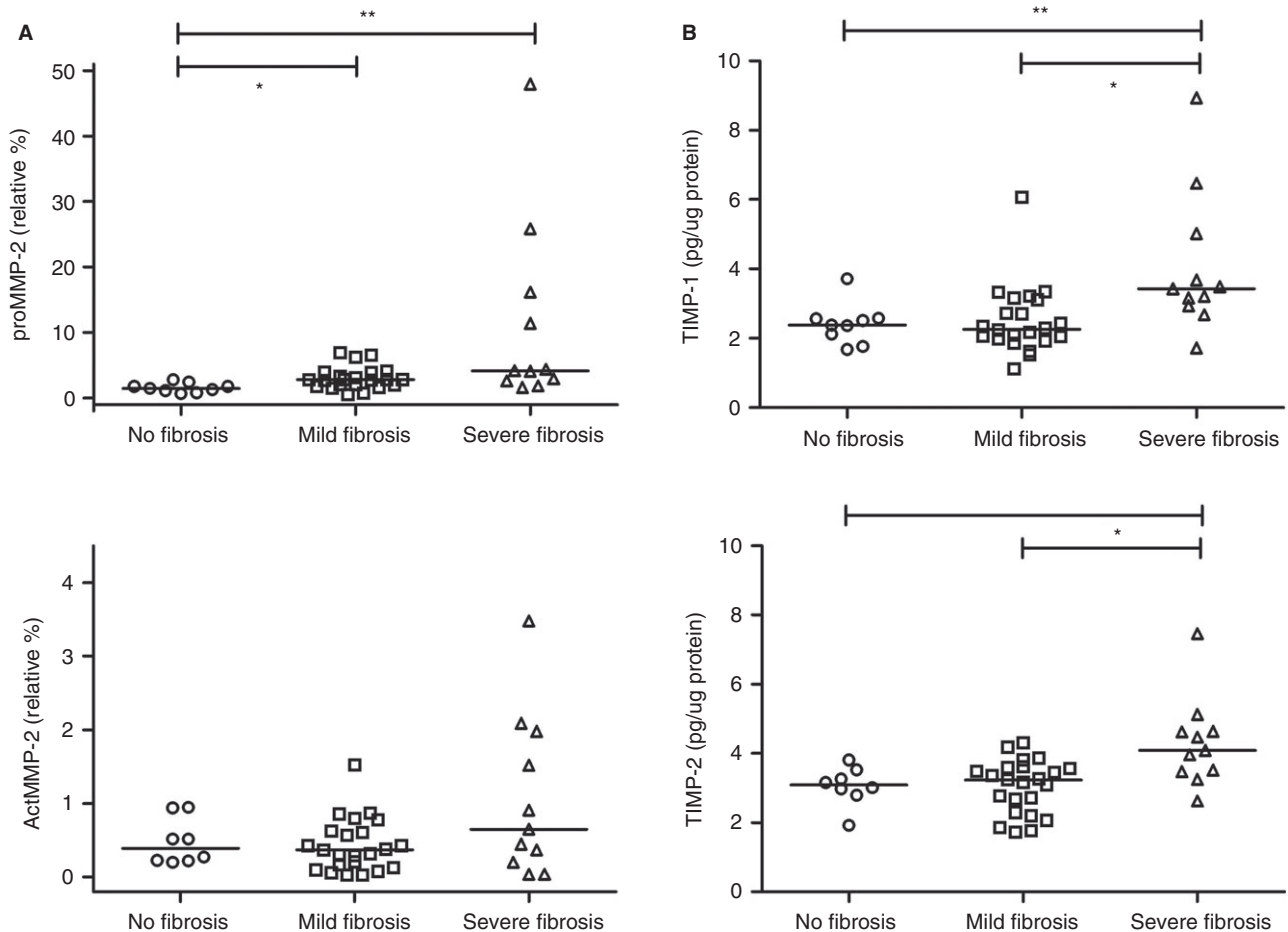 A
**
*
proMMP-2 (relative %)
50
40
30
20
10
0
No fibrosis Mild fibrosis Severe fibrosis
ActMMP-2 (relative %)
4
3
2
1
0
No fibrosis Mild fibrosis Severe fibrosis
B
**
*
TIMP-1 (pg/ug protein)
10
8
6
4
2
0
No fibrosis Mild fibrosis Severe fibrosis
*
TIMP-2 (pg/ug protein)
10
8
6
4
2
0
No fibrosis Mild fibrosis Severe fibrosis